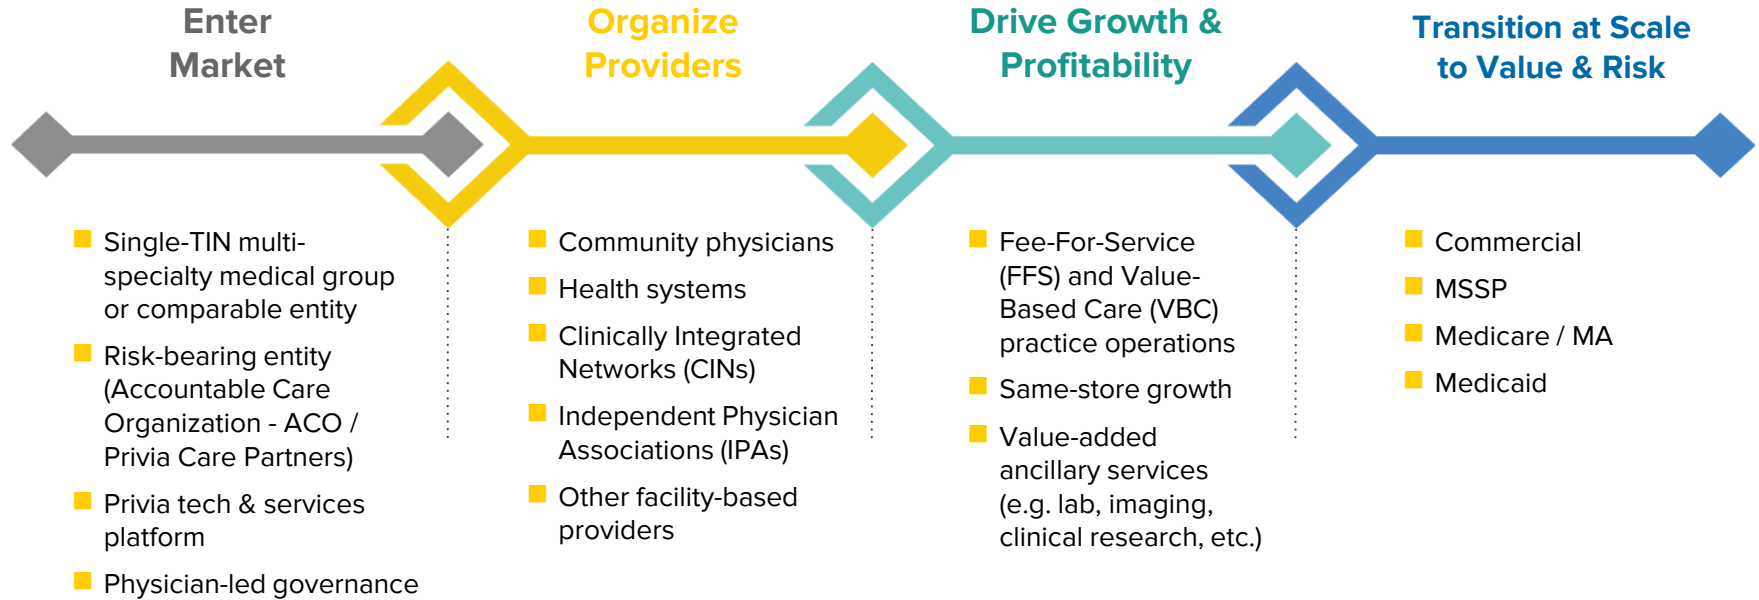 Enter
Market
Single-TIN multi-
specialty medical group
or comparable entity
Risk-bearing entity
(Accountable Care
Organization - ACO /
Privia Care Partners)
Privia tech & services
platform
Physician-led governance
Organize
Providers
Community physicians
Health systems
Clinically Integrated
Networks (CINs)
Independent Physician
Associations (IPAs)
Other facility-based
providers
Drive Growth &
Profitability
Fee-For-Service
(FFS) and Value-
Based Care (VBC)
practice operations
Same-store growth
Value-added
ancillary services
(e.g. lab, imaging,
clinical research, etc.)
Transition at Scale
to Value & Risk
Commercial
MSSP
Medicare / MA
Medicaid